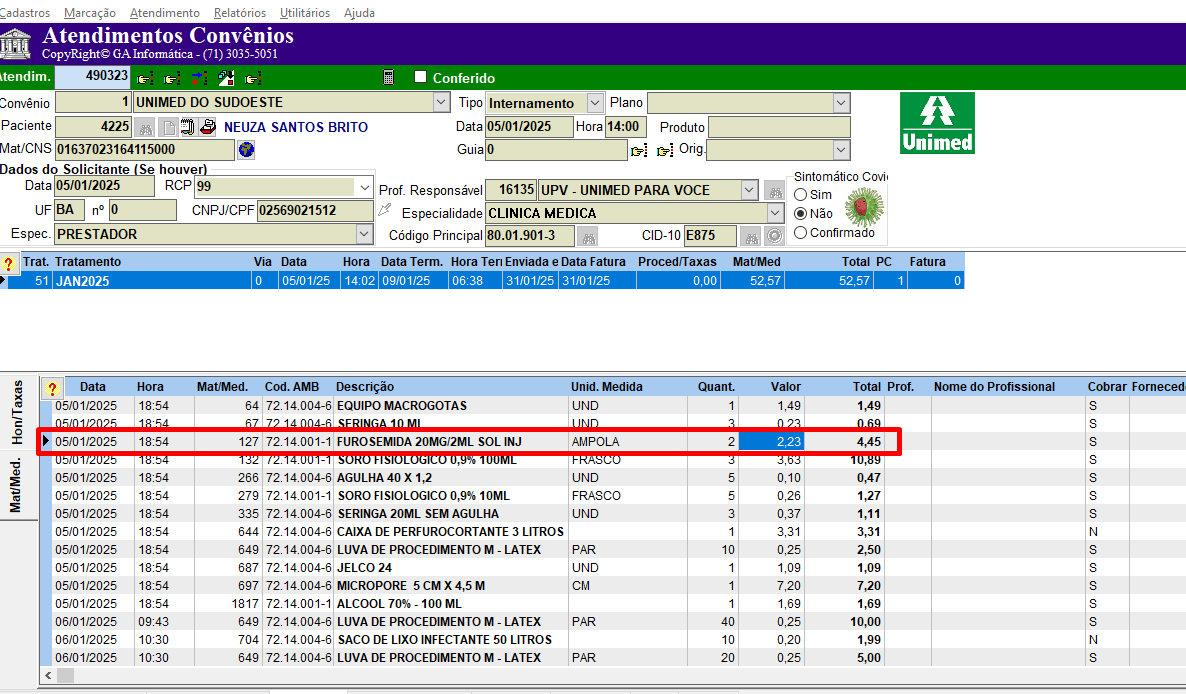 Cadastros Marcação Atendimento Relatórios Utilitários Ajuda
Atendimentos Convênios
CopyRight© GA Informática - (71) 3035-5051
Atendim. 490323 Conferido
Convênio 1 UNIMED DO SUDOESTE Tipo Internamento Plano
Paciente 4225 NEUZA SANTOS BRITO Data 05/01/2025 Hora 14:00 Produto
Mat/CNS 01637023164115000 Guia 0 Orig.
Unimed
Dados do Solicitante (Se houver)
Data 05/01/2025 RCP 99 Prof. Responsável 16135 UPV - UNIMED PARA VOCE
UF BA nº 0 CNPJ/CPF 02569021512 Especialidade CLINICA MEDICA
Espec. PRESTADOR Código Principal 80.01.901-3 CID-10 E875
Sintomático Covi
Sim
Não
Confirmado
? Trat. Tratamento Via Data Hora Data Term. Hora Ter Enviada e Data Fatura Proced/Taxas Mat/Med Total PC Fatura
51 JAN2025 0 05/01/25 14:02 09/01/25 06:38 31/01/25 31/01/25 0,00 52,57 52,57 1 0
Hon/Taxas
Mat/Med.
? Data Hora Mat/Med. Cod. AMB Descrição Unid. Medida Quant. Valor Total Prof. Nome do Profissional Cobrar Fornecedo
05/01/2025 18:54 64 72.14.004-6 EQUIPO MACROGOTAS UND 1 1,49 1,49 S
05/01/2025 18:54 67 72.14.004-6 SERINGA 10 ML UND 3 0,23 0,69 S
05/01/2025 18:54 127 72.14.001-1 FUROSEMIDA 20MG/2ML SOL INJ AMPOLA 2 2,23 4,45 S
05/01/2025 18:54 132 72.14.001-1 SORO FISIOLOGICO 0,9% 100ML FRASCO 3 3,63 10,89 S
05/01/2025 18:54 266 72.14.004-6 AGULHA 40 X 1,2 UND 5 0,10 0,47 S
05/01/2025 18:54 279 72.14.001-1 SORO FISIOLOGICO 0,9% 10ML FRASCO 5 0,26 1,27 S
05/01/2025 18:54 335 72.14.004-6 SERINGA 20ML SEM AGULHA UND 3 0,37 1,11 S
05/01/2025 18:54 644 72.14.004-6 CAIXA DE PERFUROCORTANTE 3 LITROS 1 3,31 3,31 N
05/01/2025 18:54 649 72.14.004-6 LUVA DE PROCEDIMENTO M - LATEX PAR 10 0,25 2,50 S
05/01/2025 18:54 687 72.14.004-6 JELCO 24 UND 1 1,09 1,09 S
05/01/2025 18:54 697 72.14.004-6 MICROPORE 5 CM X 4,5 M CM 1 7,20 7,20 S
05/01/2025 18:54 1817 72.14.001-1 ALCOOL 70% - 100 ML 1 1,69 1,69 S
06/01/2025 09:43 649 72.14.004-6 LUVA DE PROCEDIMENTO M - LATEX PAR 40 0,25 10,00 S
06/01/2025 10:30 704 72.14.004-6 SACO DE LIXO INFECTANTE 50 LITROS 10 0,20 1,99 N
06/01/2025 10:30 649 72.14.004-6 LUVA DE PROCEDIMENTO M - LATEX PAR 20 0,25 5,00 S